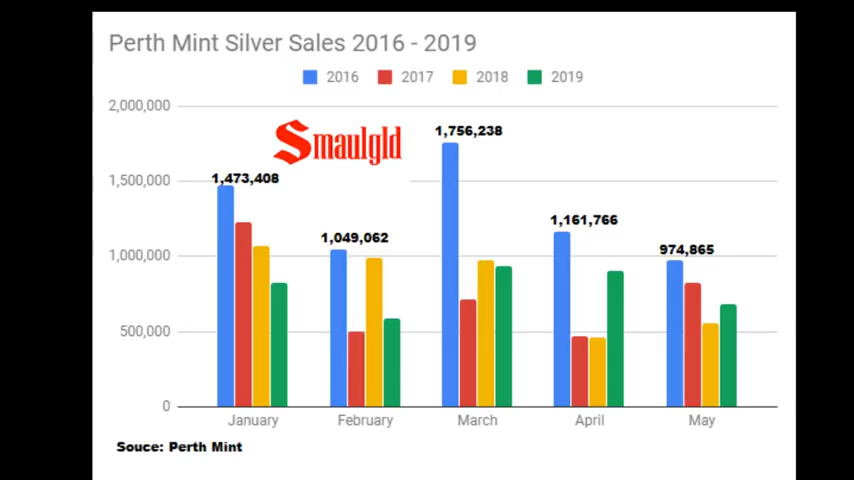 Perth Mint Silver Sales 2016 - 2019
2016 2017 2018 2019
2,000,000
Smaulgld
1,756,238
1,500,000
1,473,408
1,161,766
1,049,062
974,865
1,000,000
500,000
0
January February March April May
Souce: Perth Mint